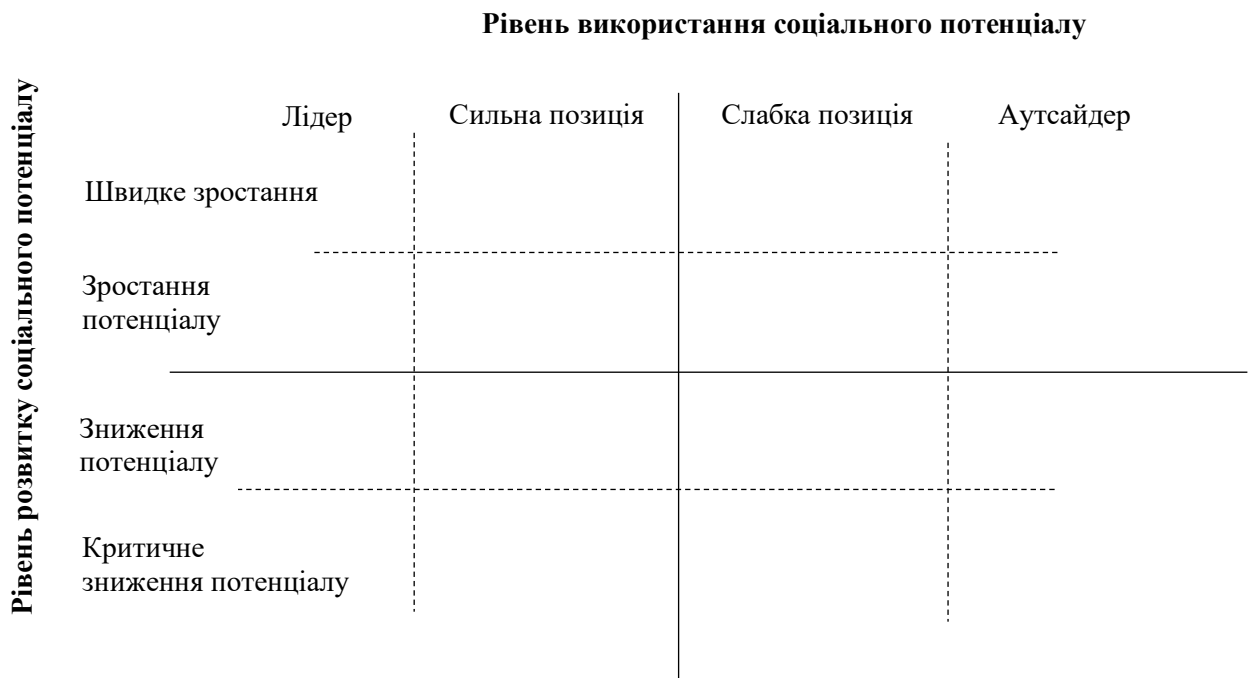 Рівень використання соціального потенціалу
Рівень розвитку соціального потенціалу
Лідер
Сильна позиція
Слабка позиція
Аутсайдер
Швидке зростання
Зростання
потенціалу
Зниження
потенціалу
Критичне
зниження потенціалу